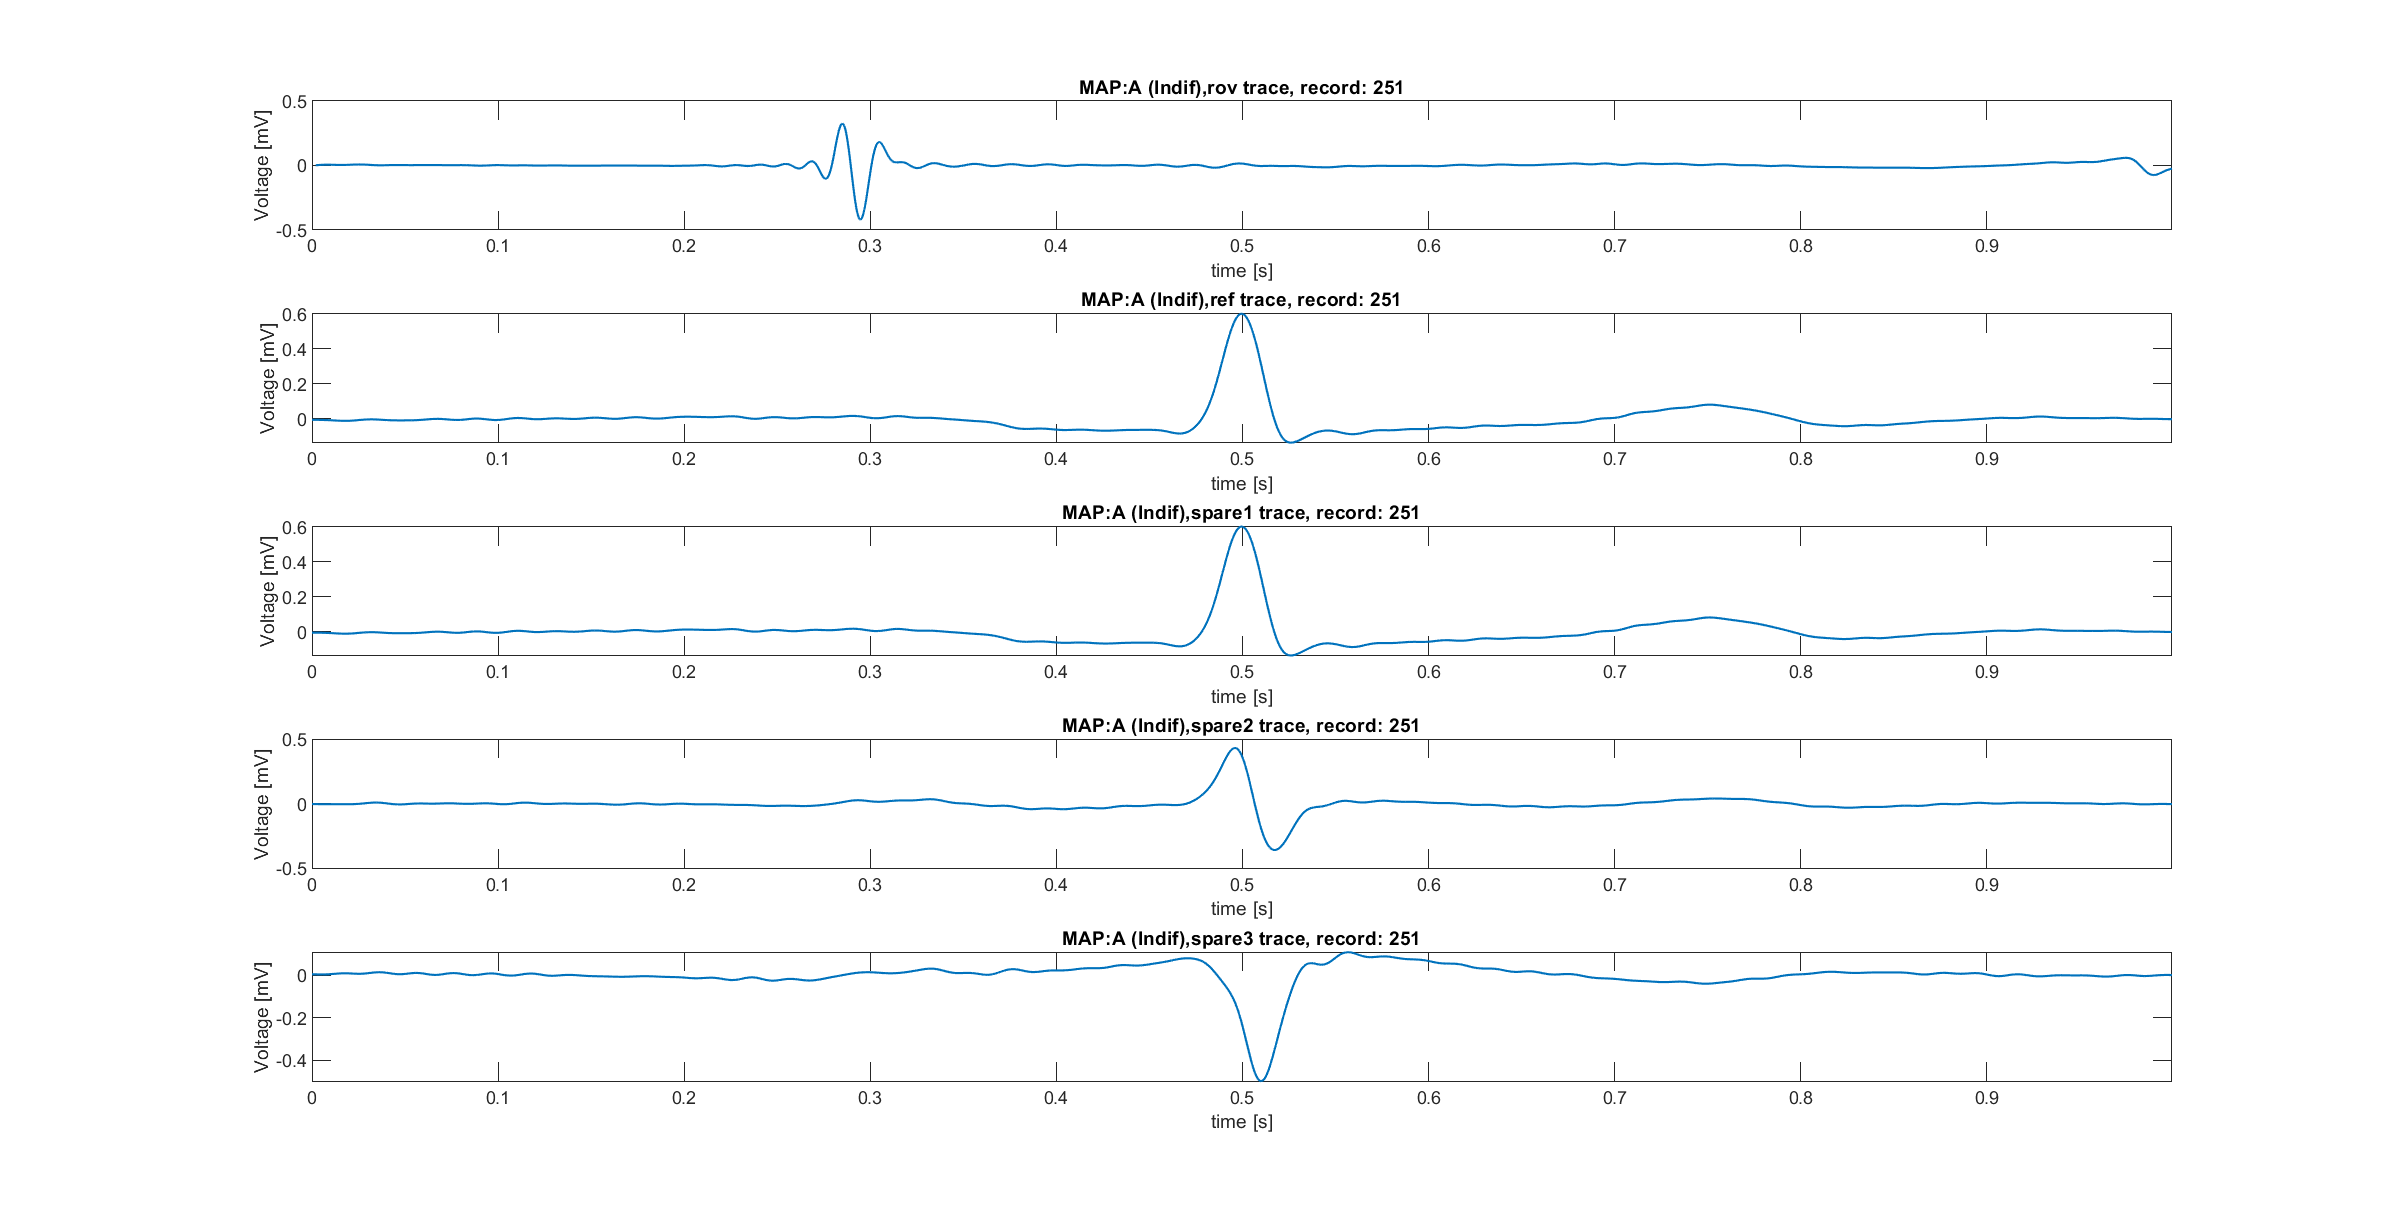 MAP:A (Indif),rov trace, record: 251
Voltage [mV]
0.5
0
-0.5
0 0.1 0.2 0.3 0.4 0.5 0.6 0.7 0.8 0.9
time [s]
MAP:A (Indif),ref trace, record: 251
Voltage [mV]
0.6
0.4
0.2
0
0 0.1 0.2 0.3 0.4 0.5 0.6 0.7 0.8 0.9
time [s]
MAP:A (Indif),spare1 trace, record: 251
Voltage [mV]
0.6
0.4
0.2
0
0 0.1 0.2 0.3 0.4 0.5 0.6 0.7 0.8 0.9
time [s]
MAP:A (Indif),spare2 trace, record: 251
Voltage [mV]
0.5
0
-0.5
0 0.1 0.2 0.3 0.4 0.5 0.6 0.7 0.8 0.9
time [s]
MAP:A (Indif),spare3 trace, record: 251
Voltage [mV]
0
-0.2
-0.4
0 0.1 0.2 0.3 0.4 0.5 0.6 0.7 0.8 0.9
time [s]